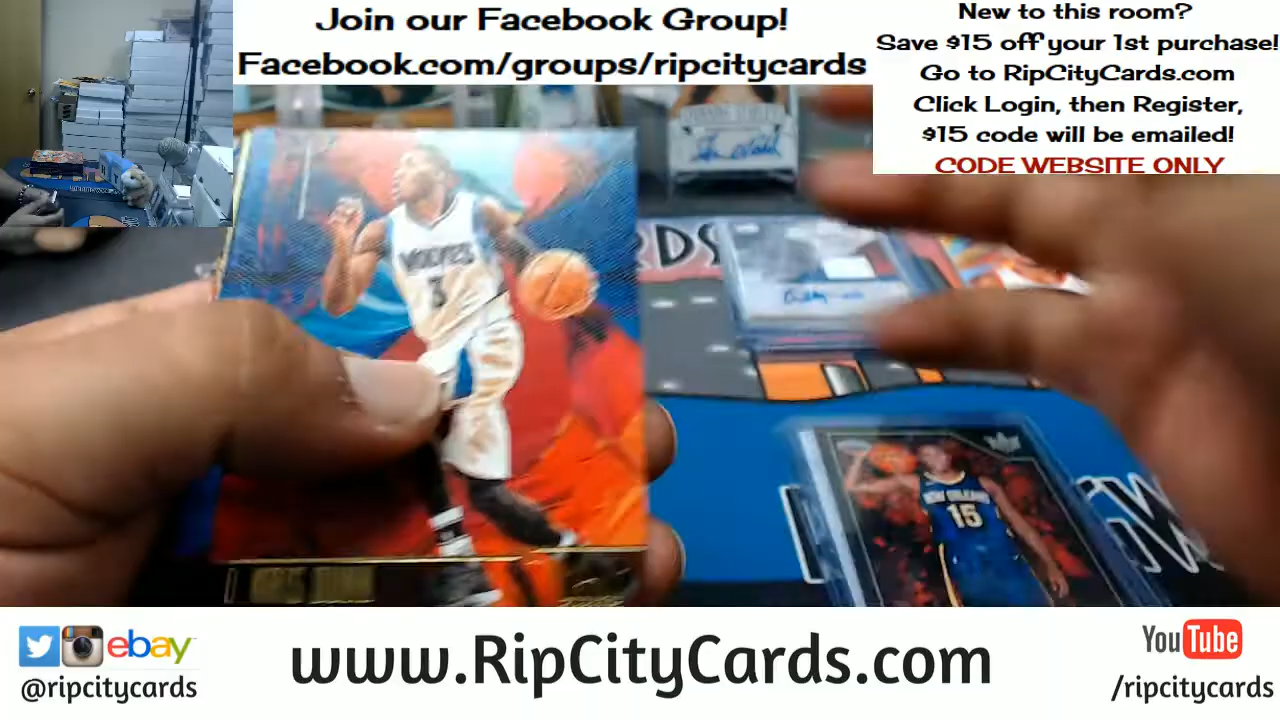 Join our Facebook Group!
Facebook.com/groups/ripcitycards
New to this room?
Save $15 off your 1st purchase!
Go to RipCityCards.com
Click Login, then Register,
$15 code will be emailed!
CODE WEBSITE ONLY
WOLVES
3
RDS
NEW ORLEANS
15
ebay
@ripcitycards
www.RipCityCards.com
YouTube
/ripcitycards